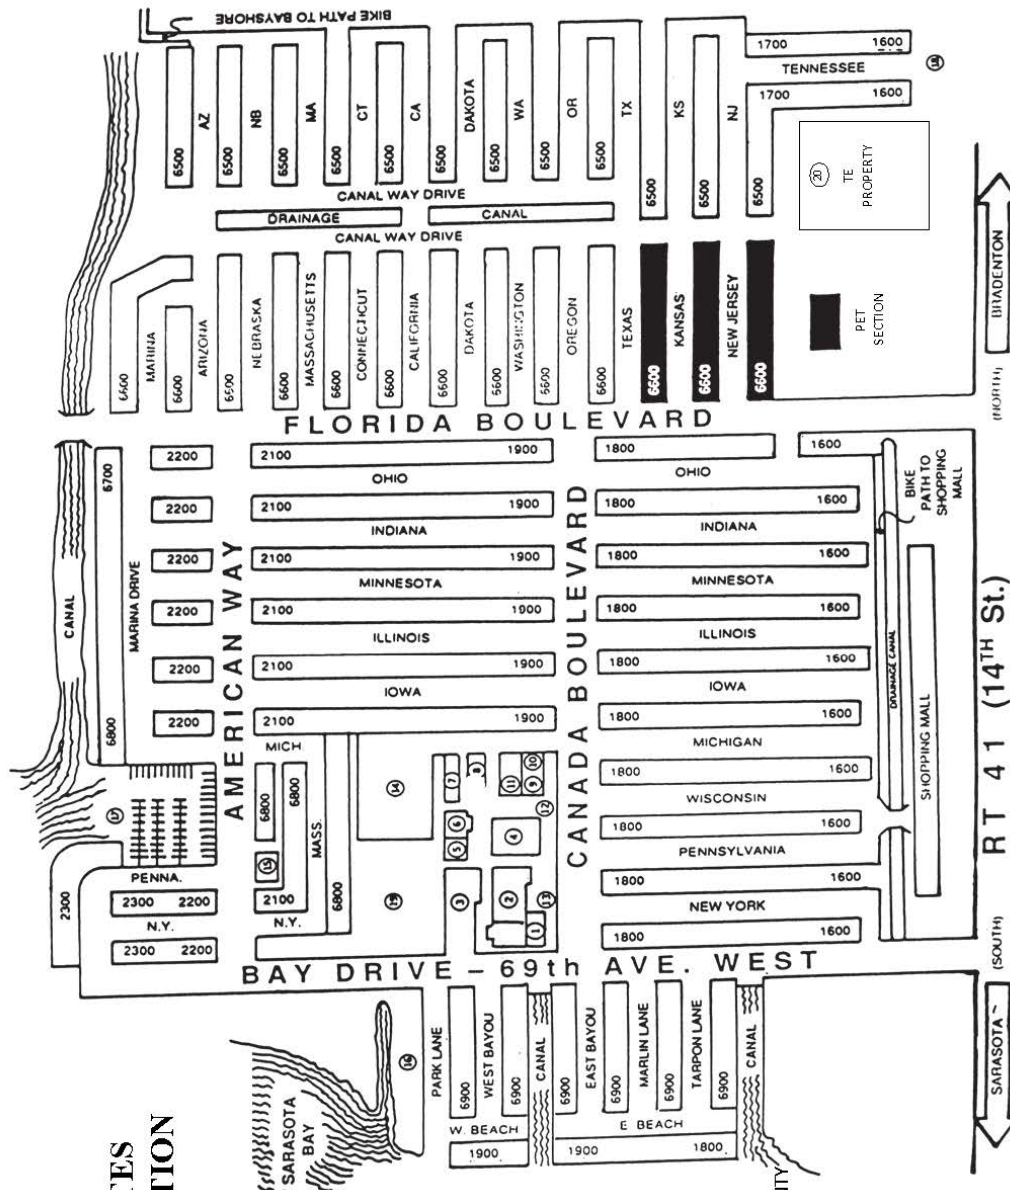 BIKE PATH TO BAYSHORE
AZ
NB
MA
CT
CA
DAKOTA
WA
OR
TX
KS
NJ
1700 1600
TENNESSEE
1700 1600
18
6500
6500
6500
6500
6500
6500
6500
6500
6500
6500
6500
6500
CANAL WAY DRIVE
DRAINAGE CANAL
CANAL WAY DRIVE
20
TE
PROPERTY
6600
MARINA
6600
ARIZONA
6600
NEBRASKA
6600
MASSACHUSETTS
6600
CONNECTICUT
6600
CALIFORNIA
6600
DAKOTA
6600
WASHINGTON
6600
OREGON
6600
TEXAS
6600
KANSAS
6600
NEW JERSEY
6600
PET
SECTION
BRADENTON
(NORTH)
FLORIDA BOULEVARD
CANAL
6700
6800
MARINA DRIVE
2200
2200
2200
2200
2200
2200
AMERICAN WAY
2100 1900
OHIO
2100 1900
INDIANA
2100 1900
MINNESOTA
2100 1900
ILLINOIS
2100 1900
IOWA
2100 1900
MICH.
CANADA BOULEVARD
1800
1600
OHIO
1800 1600
INDIANA
1800 1600
MINNESOTA
1800 1600
ILLINOIS
1800 1600
IOWA
1800 1600
MICHIGAN
1800 1600
WISCONSIN
1800 1600
PENNSYLVANIA
1800 1600
NEW YORK
1800 1600
BIKE
PATH TO
SHOPPING
MALL
DRAINAGE CANAL
SHOPPING MALL
RT 41 (14TH St.)
17
PENNA.
2300
2300 2200
N.Y.
2300 2200
6800
6800
15
2100
MASS.
N.Y.
6800
14
19
7
8
6
5
3
11
10
9
12
4
2
13
1
BAY DRIVE – 69th AVE. WEST
(SOUTH)
SARASOTA
16
PARK LANE
6900
WEST BAYOU
6900
CANAL
6900
EAST BAYOU
6900
MARLIN LANE
6900
TARPON LANE
6900
CANAL
W. BEACH
E BEACH
1900
1900 1800
SARASOTA
BAY